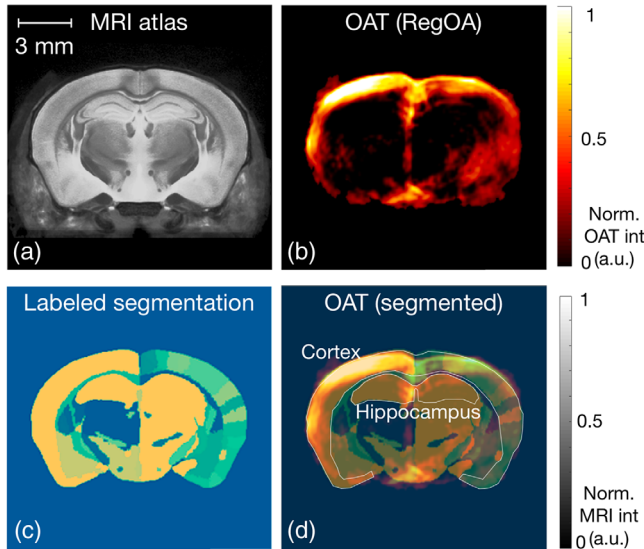 MRI atlas
3 mm
(a)
OAT (RegOA)
(b)
1
0.5
Norm.
OAT int
0 (a.u.)
Labeled segmentation
(c)
OAT (segmented)
Cortex
Hippocampus
(d)
1
0.5
Norm.
MRI int
0 (a.u.)